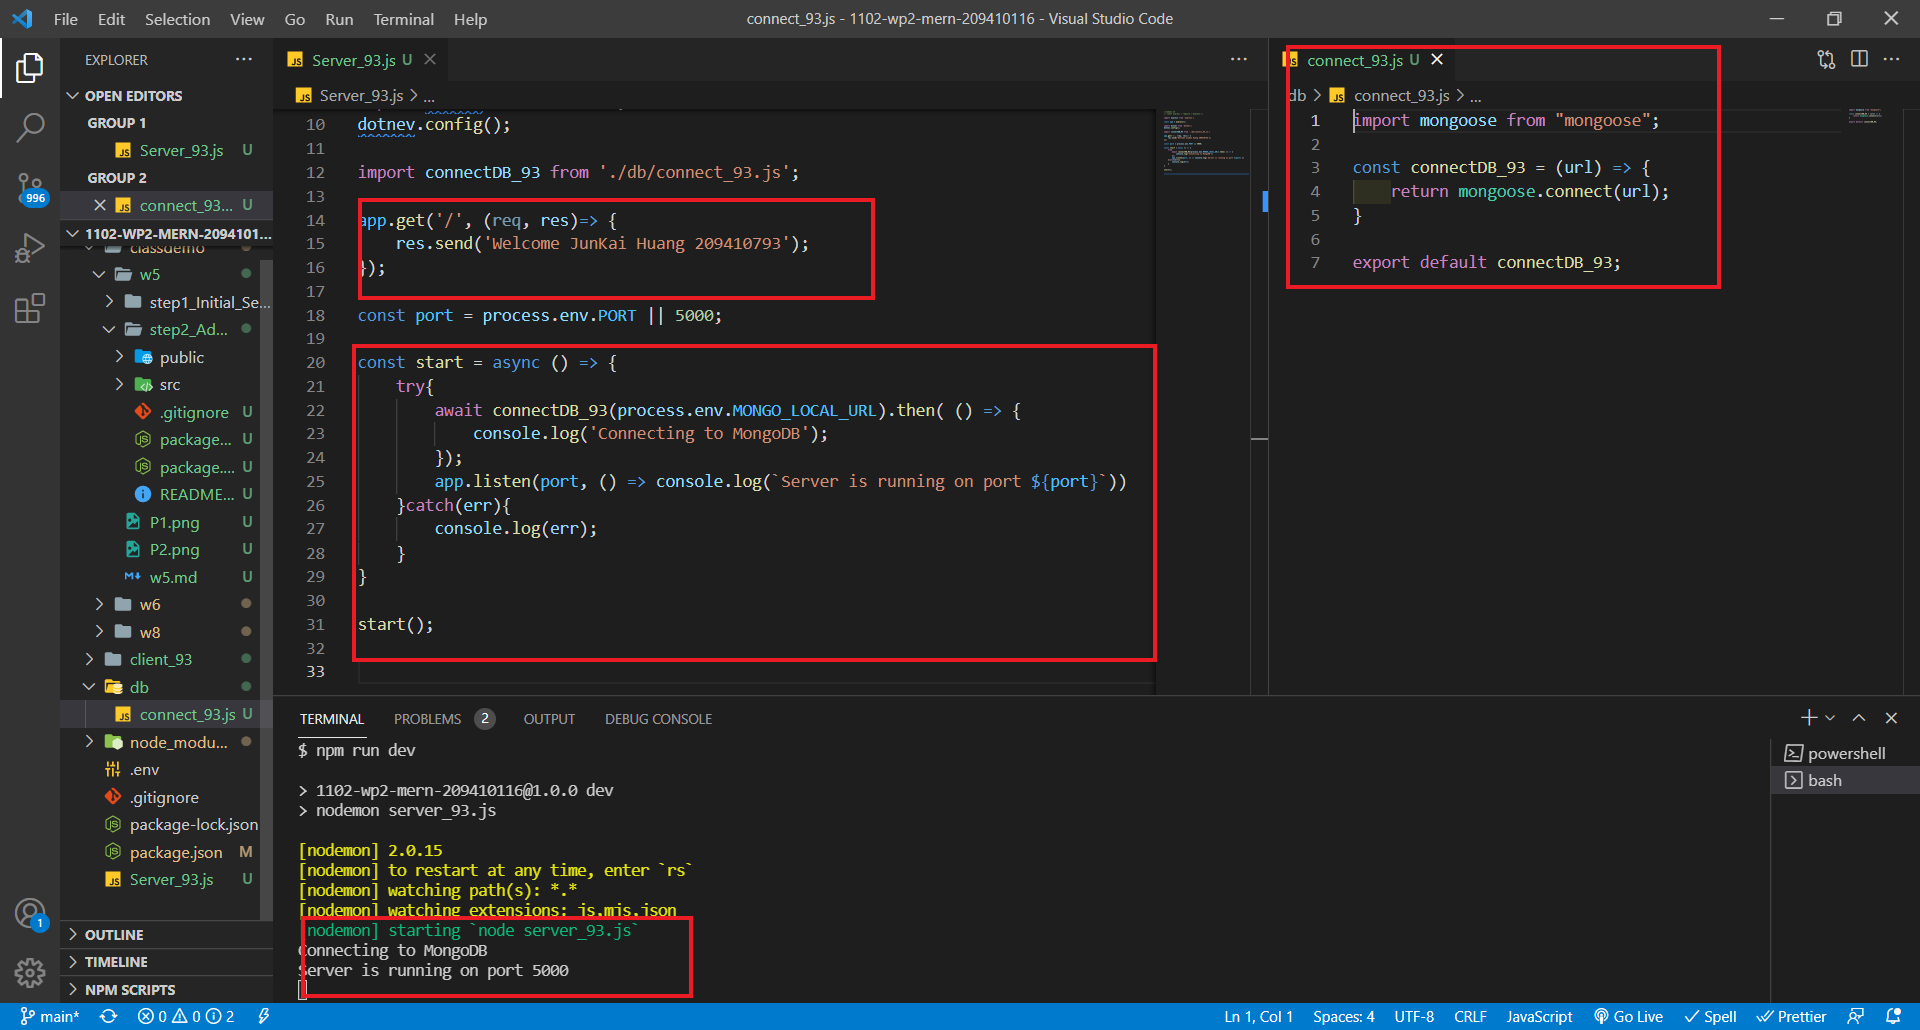 File Edit Selection View Go Run Terminal Help
connect_93.js - 1102-wp2-mern-209410116 - Visual Studio Code
EXPLORER
OPEN EDITORS
GROUP 1
Server_93.js U
GROUP 2
connect_93... U
1102-WP2-MERN-2094101...
classdemo
w5
step1_Initial_Se...
step2_Ad...
public
src
.gitignore U
package... U
package.... U
README... U
P1.png U
P2.png U
w5.md U
w6
w8
client_93
db
connect_93.js U
node_modu...
.env
.gitignore
package-lock.json
package.json M
Server_93.js U
OUTLINE
TIMELINE
NPM SCRIPTS
996
1
Server_93.js U
Server_93.js > ...
10 dotnev.config();
11
12 import connectDB_93 from './db/connect_93.js';
13
14 app.get('/', (req, res)=> {
15 res.send('Welcome JunKai Huang 209410793');
16 });
17
18 const port = process.env.PORT || 5000;
19
20 const start = async () => {
21 try{
22 await connectDB_93(process.env.MONGO_LOCAL_URL).then( () => {
23 console.log('Connecting to MongoDB');
24 });
25 app.listen(port, () => console.log(`Server is running on port ${port}`))
26 }catch(err){
27 console.log(err);
28 }
29 }
30
31 start();
32
33
connect_93.js U
db > connect_93.js > ...
1 import mongoose from "mongoose";
2
3 const connectDB_93 = (url) => {
4 return mongoose.connect(url);
5 }
6
7 export default connectDB_93;
TERMINAL PROBLEMS 2 OUTPUT DEBUG CONSOLE
$ npm run dev
> 1102-wp2-mern-209410116@1.0.0 dev
> nodemon server_93.js
[nodemon] 2.0.15
[nodemon] to restart at any time, enter `rs`
[nodemon] watching path(s): *.*
[nodemon] watching extensions: js,mjs,json
[nodemon] starting `node server_93.js`
Connecting to MongoDB
Server is running on port 5000
powershell
bash
main* 0 0 2
Ln 1, Col 1 Spaces: 4 UTF-8 CRLF JavaScript Go Live Spell Prettier